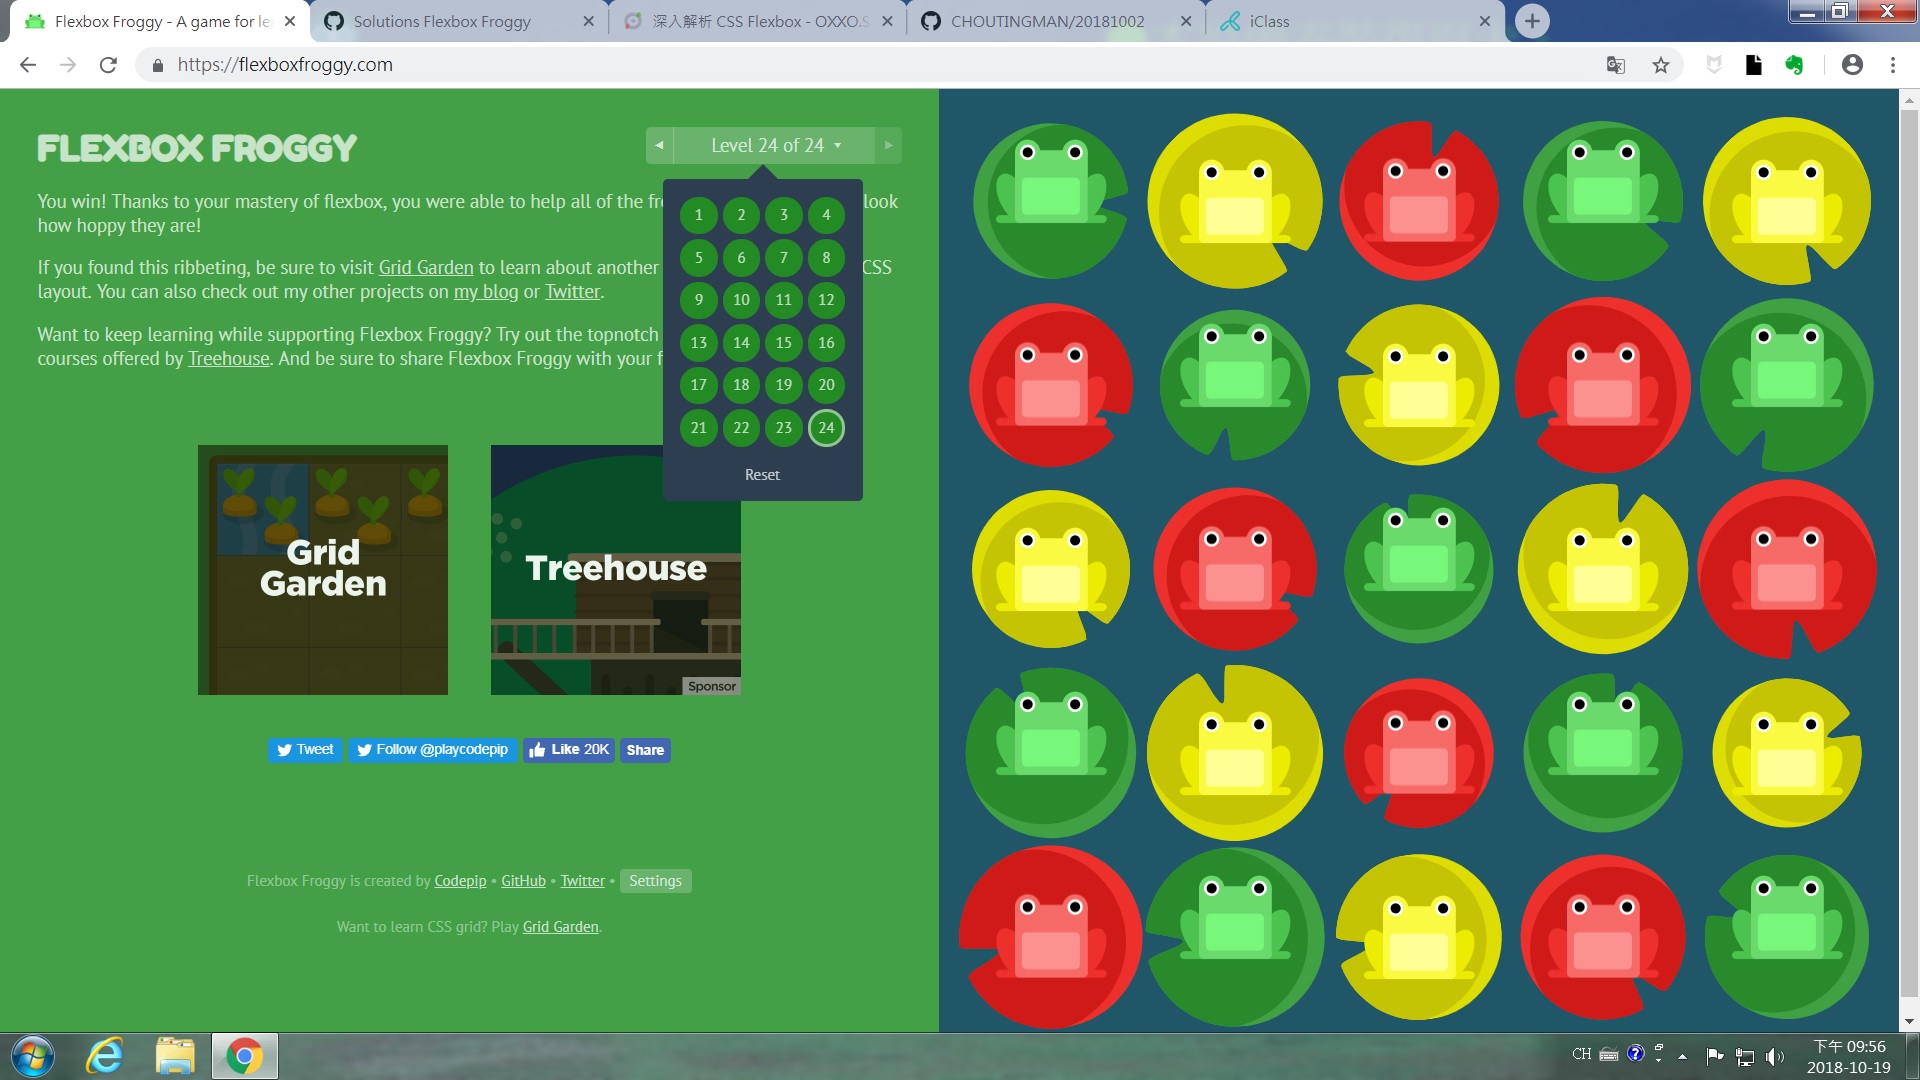 Flexbox Froggy - A game for le
Solutions Flexbox Froggy
深入解析 CSS Flexbox - OXXO.S
CHOUTINGMAN/20181002
iClass
https://flexboxfroggy.com
FLEXBOX FROGGY
Level 24 of 24
You win! Thanks to your mastery of flexbox, you were able to help all of the fr look
how hoppy they are!
If you found this ribbeting, be sure to visit Grid Garden to learn about another CSS
layout. You can also check out my other projects on my blog or Twitter.
Want to keep learning while supporting Flexbox Froggy? Try out the topnotch
courses offered by Treehouse. And be sure to share Flexbox Froggy with your f
1 2 3 4
5 6 7 8
9 10 11 12
13 14 15 16
17 18 19 20
21 22 23 24
Reset
Grid
Garden
Treehouse
Sponsor
Tweet
Follow @playcodepip
Like 20K
Share
Flexbox Froggy is created by Codepip • GitHub • Twitter • Settings
Want to learn CSS grid? Play Grid Garden.
CH
下午 09:56
2018-10-19